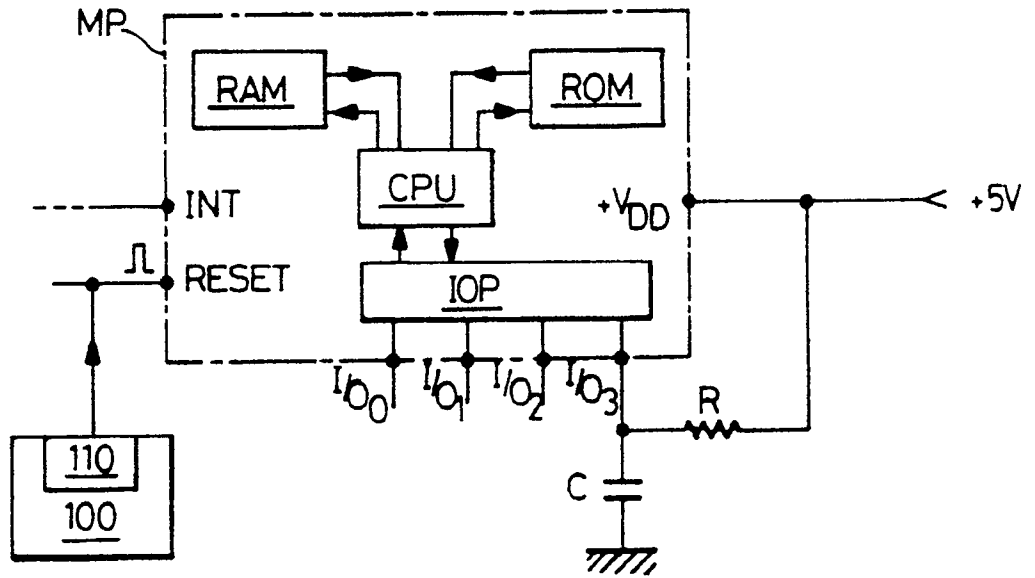 MP
RAM
ROM
CPU
INT
+VDD
+5V
RESET
IOP
I/O0
I/O1
I/O2
I/O3
R
110
100
C